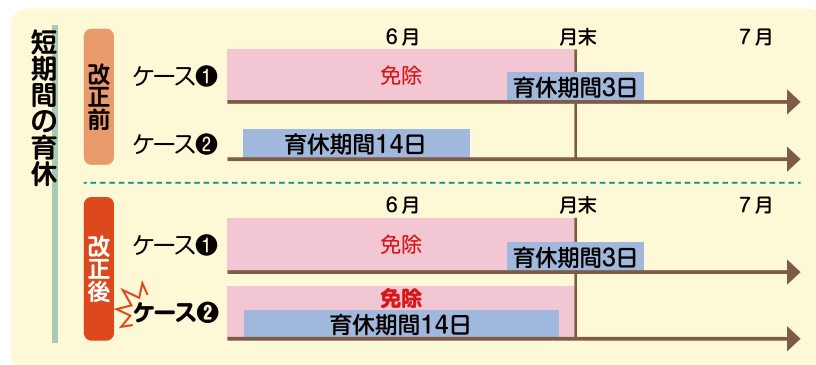 短期間の育休
改正前
6月 月末 7月
ケース❶ 免除 育休期間3日
ケース❷ 育休期間14日
改正後
6月 月末 7月
ケース❶ 免除 育休期間3日
ケース❷ 免除 育休期間14日